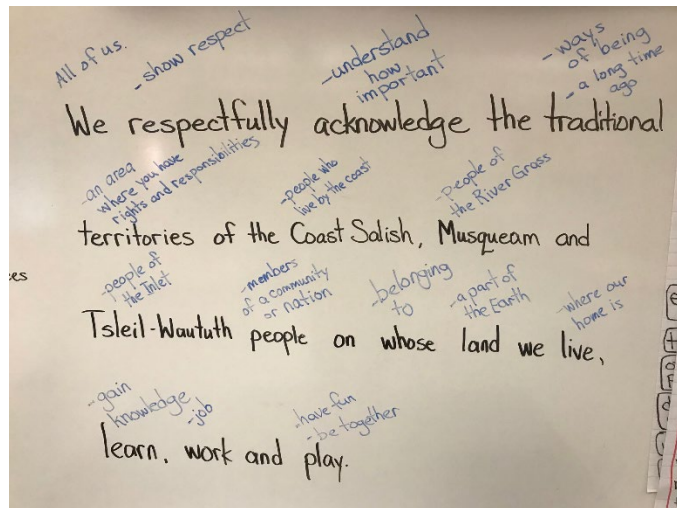 All of us.
- show respect
- understand
how
important
- ways
of being
- a long time
ago
We respectfully acknowledge the traditional
- an area
where you have
rights and responsibilities
- people who
live by the coast
- people of
the River Grass
territories of the Coast Salish, Musqueam and
- people of
the Inlet
- members
of a community
or nation
- belonging
to
- a part of
the Earth
- where our
home is
Tsleil-Waututh people on whose land we live,
- gain
knowledge
- job
- have fun
- be together
learn, work and play.
es